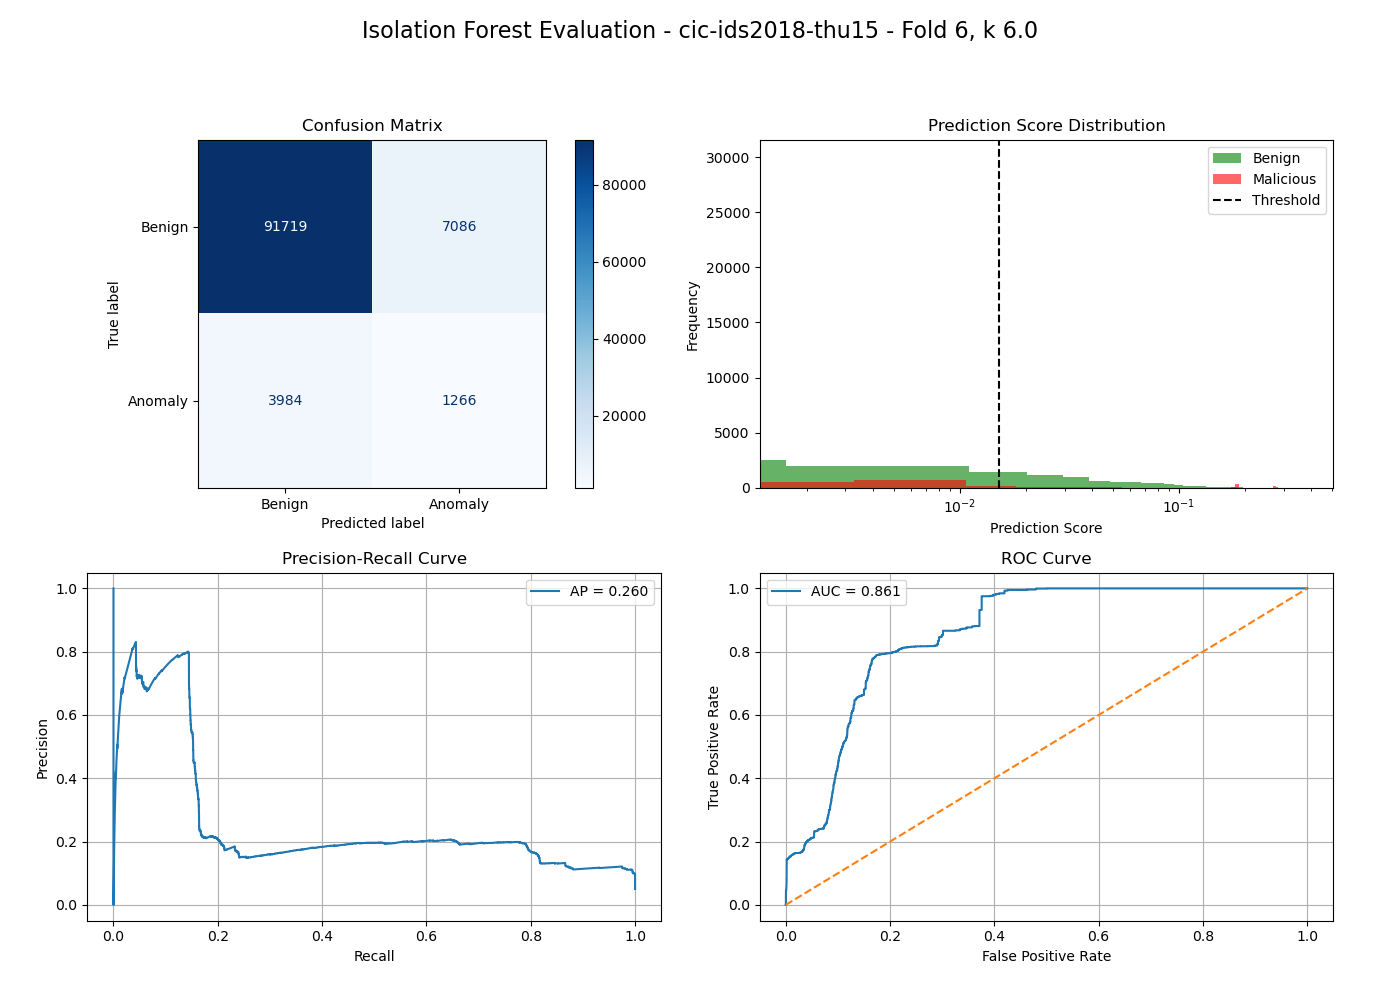 Isolation Forest Evaluation - cic-ids2018-thu15 - Fold 6, k 6.0
Confusion Matrix
True label
Benign
Anomaly
91719
7086
3984
1266
Benign
Anomaly
Predicted label
80000
60000
40000
20000
Prediction Score Distribution
Frequency
30000
25000
20000
15000
10000
5000
0
Benign
Malicious
Threshold
10⁻²
10⁻¹
Prediction Score
Precision-Recall Curve
Precision
1.0
0.8
0.6
0.4
0.2
0.0
AP = 0.260
0.0
0.2
0.4
0.6
0.8
1.0
Recall
ROC Curve
True Positive Rate
1.0
0.8
0.6
0.4
0.2
0.0
AUC = 0.861
0.0
0.2
0.4
0.6
0.8
1.0
False Positive Rate